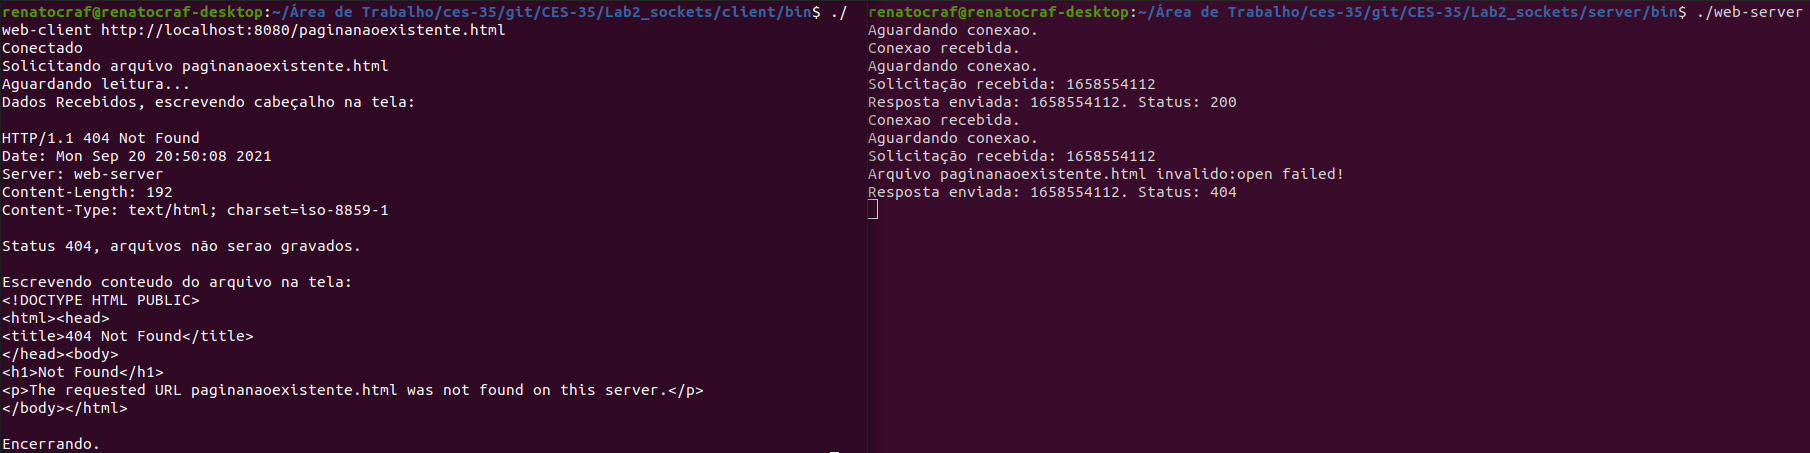 renatocraf@renatocraf-desktop:~/Área de Trabalho/ces-35/git/CES-35/Lab2_sockets/client/bin$ ./
web-client http://localhost:8080/paginanaoexistente.html
Conectado
Solicitando arquivo paginanaoexistente.html
Aguardando leitura...
Dados Recebidos, escrevendo cabeçalho na tela:
HTTP/1.1 404 Not Found
Date: Mon Sep 20 20:50:08 2021
Server: web-server
Content-Length: 192
Content-Type: text/html; charset=iso-8859-1
Status 404, arquivos não serao gravados.
Escrevendo conteudo do arquivo na tela:
<!DOCTYPE HTML PUBLIC>
<html><head>
<title>404 Not Found</title>
</head><body>
<h1>Not Found</h1>
<p>The requested URL paginanaoexistente.html was not found on this server.</p>
</body></html>
Encerrando.
renatocraf@renatocraf-desktop:~/Área de Trabalho/ces-35/git/CES-35/Lab2_sockets/server/bin$ ./web-server
Aguardando conexao.
Conexao recebida.
Aguardando conexao.
Solicitação recebida: 1658554112
Resposta enviada: 1658554112. Status: 200
Conexao recebida.
Aguardando conexao.
Solicitação recebida: 1658554112
Arquivo paginanaoexistente.html invalido:open failed!
Resposta enviada: 1658554112. Status: 404